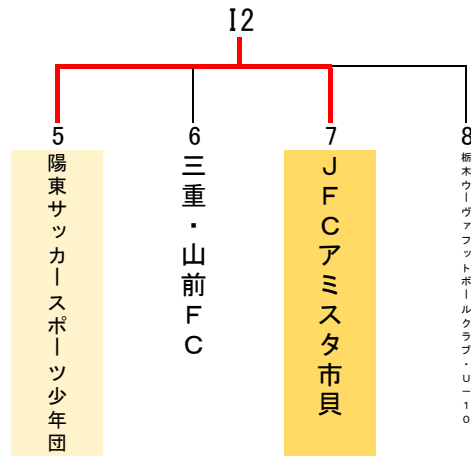 I2
5
陽東サッカースポーツ少年団
6
三重・山前FC
7
JFCアミスタ市貝
8
栃木ウーヴァフットボールクラブ・U－10